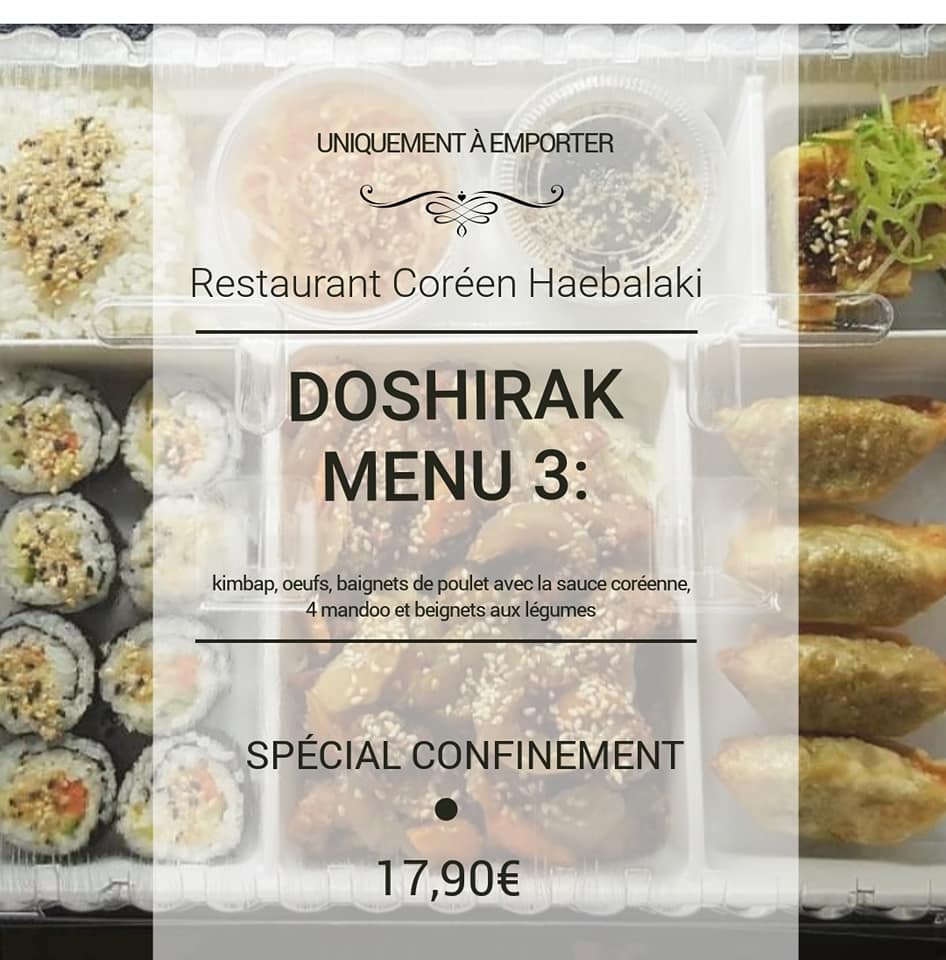 UNIQUEMENT À EMPORTER
Restaurant Coréen Haebalaki
DOSHIRAK
MENU 3:
kimbap, oeufs, baignets de poulet avec la sauce coréenne,
4 mandoo et beignets aux légumes
SPÉCIAL CONFINEMENT
17,90€